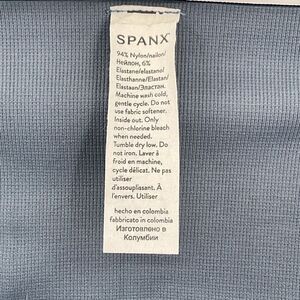 SPANX
94% Nylon/nailon/
Нейлон, 6%
Elastane/elastano/
Elasthanne/Elastan/
Elastaan/Эластан.
Machine wash cold,
gentle cycle. Do not
use fabric softener.
Inside out. Only
non-chlorine bleach
when needed.
Tumble dry low. Do
not iron. Laver à
froid en machine,
cycle délicat. Ne pas
utiliser
d'assouplissant. À
l'envers. Utiliser
hecho en colombia
fabbricato in colombia
Изготовлено в
Колумбии